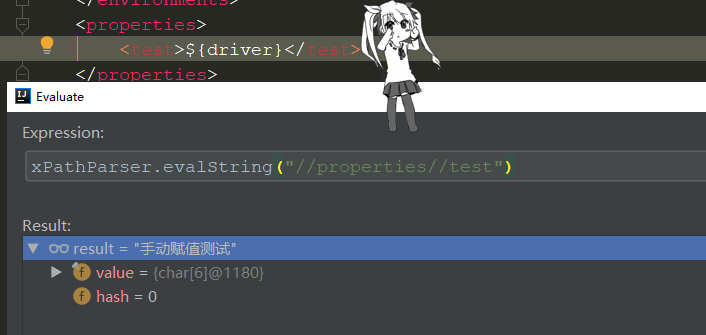 </environments>
<properties>
<test>${driver}</test>
</properties>
IJ Evaluate
Expression:
xPathParser.evalString("//properties//test")
Result:
result = "手动赋值测试"
f value = {char[6]@1180}
f hash = 0